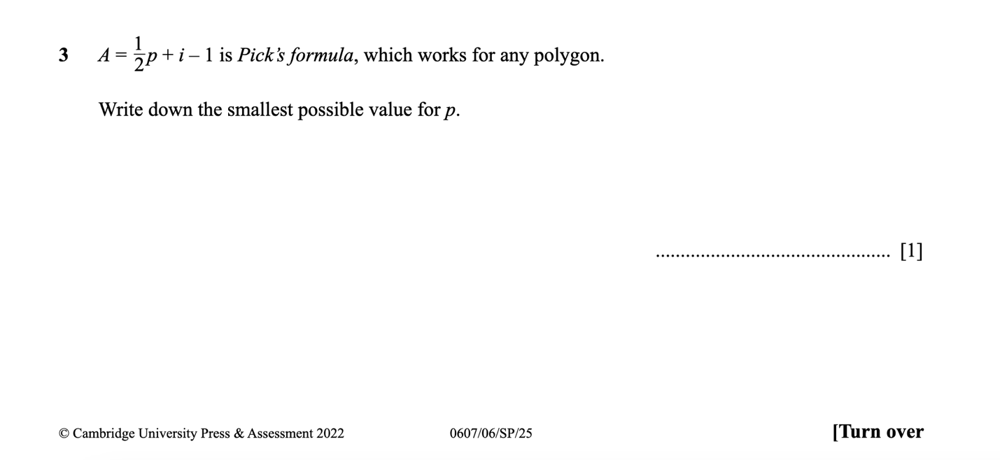 3 A = 1/2 p + i – 1 is Pick's formula, which works for any polygon.
Write down the smallest possible value for p.
................................................ [1]
© Cambridge University Press & Assessment 2022 0607/06/SP/25 [Turn over